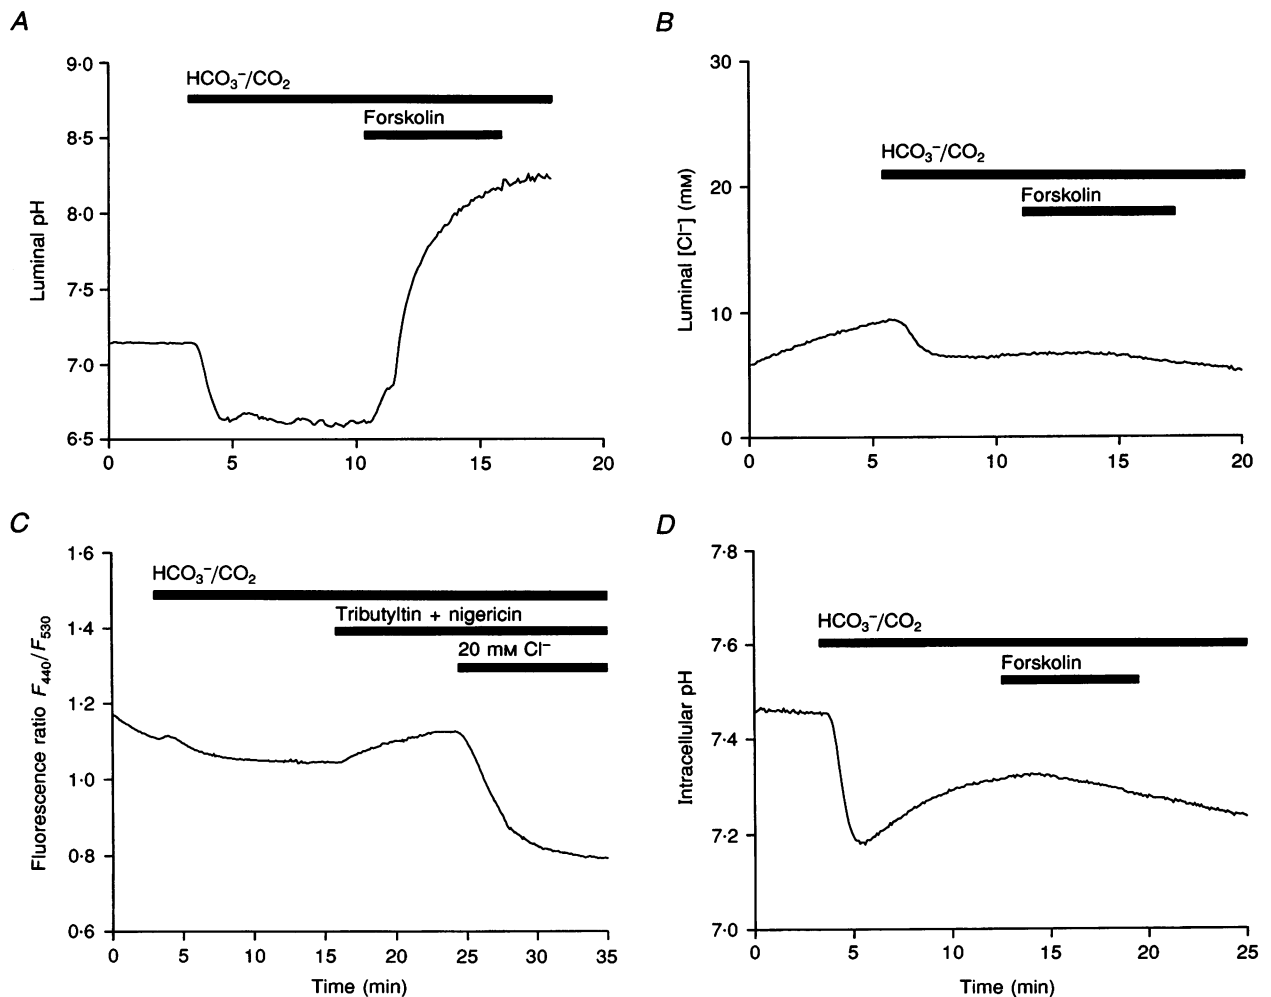 A
9·0
8·5
8·0
7·5
7·0
6·5
Luminal pH
HCO₃⁻/CO₂
Forskolin
0 5 10 15 20
B
30
20
10
0
Luminal [Cl⁻] (mM)
HCO₃⁻/CO₂
Forskolin
0 5 10 15 20
C
1·6
1·4
1·2
1·0
0·8
0·6
Fluorescence ratio F₄₄₀/F₅₃₀
HCO₃⁻/CO₂
Tributyltin + nigericin
20 mM Cl⁻
0 5 10 15 20 25 30 35
Time (min)
D
7·8
7·6
7·4
7·2
7·0
Intracellular pH
HCO₃⁻/CO₂
Forskolin
0 5 10 15 20 25
Time (min)